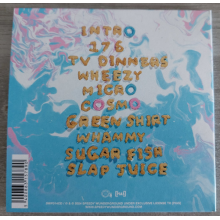 INTRO
176
TV DINNERS
WHEEZY
MICRO
COSMO
GREEN SHIRT
WHAMMY
SUGAR FISH
SLAP JUICE